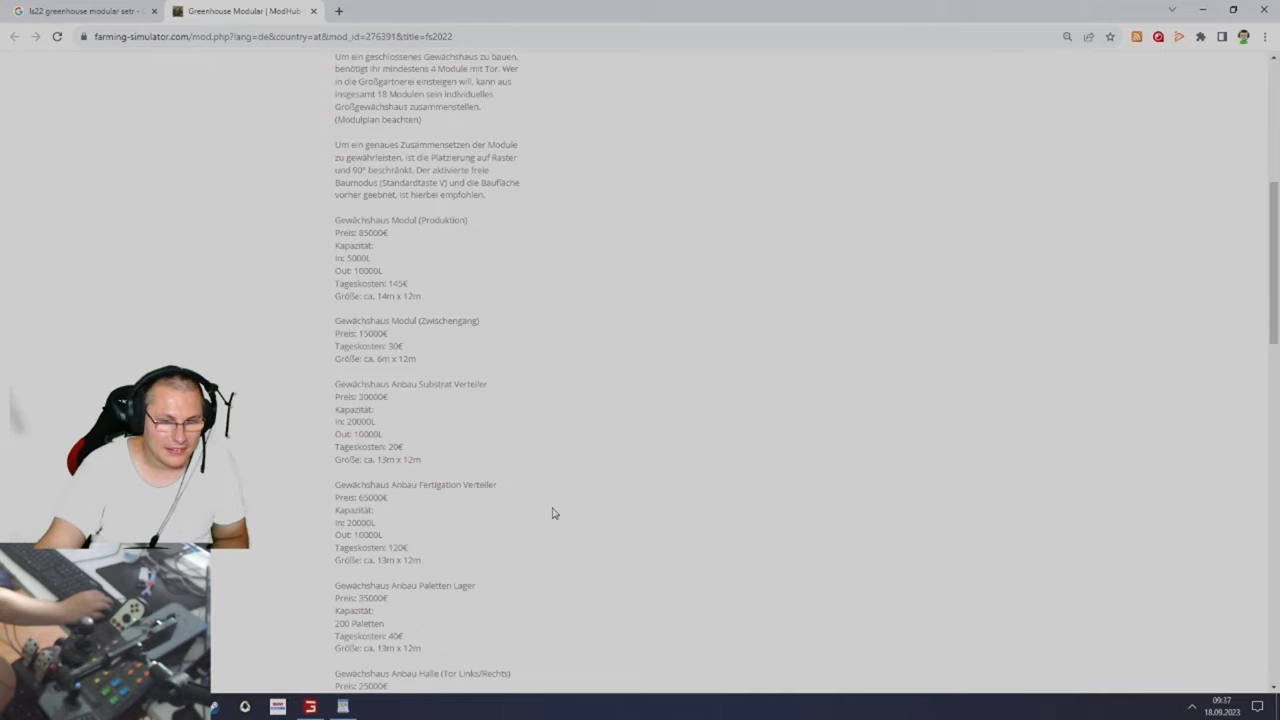 ls22 greenhouse modular setr -
Greenhouse Modular | ModHub
farming-simulator.com/mod.php?lang=de&country=at&mod_id=276391&title=fs2022
Um ein geschlossenes Gewächshaus zu bauen,
benötigt ihr mindestens 4 Module mit Tor. Wer
in die Großgärtnerei einsteigen will, kann aus
insgesamt 18 Modulen sein individuelles
Großgewächshaus zusammenstellen.
(Modulplan beachten)
Um ein genaues Zusammensetzen der Module
zu gewährleisten, ist die Platzierung auf Raster
und 90° beschränkt. Der aktivierte freie
Baumodus (Standardtaste V) und die Baufläche
vorher geebnet, ist hierbei empfohlen.
Gewächshaus Modul (Produktion)
Preis: 85000€
Kapazität:
In: 5000L
Out: 10000L
Tageskosten: 145€
Größe: ca. 14m x 12m
Gewächshaus Modul (Zwischengang)
Preis: 15000€
Tageskosten: 30€
Größe: ca. 6m x 12m
Gewächshaus Anbau Substrat Verteiler
Preis: 30000€
Kapazität:
In: 20000L
Out: 10000L
Tageskosten: 20€
Größe: ca. 13m x 12m
Gewächshaus Anbau Fertigation Verteiler
Preis: 65000€
Kapazität:
In: 20000L
Out: 10000L
Tageskosten: 120€
Größe: ca. 13m x 12m
Gewächshaus Anbau Paletten Lager
Preis: 35000€
Kapazität:
200 Paletten
Tageskosten: 40€
Größe: ca. 13m x 12m
Gewächshaus Anbau Halle (Tor Links/Rechts)
Preis: 25000€
09:37
18.09.2023